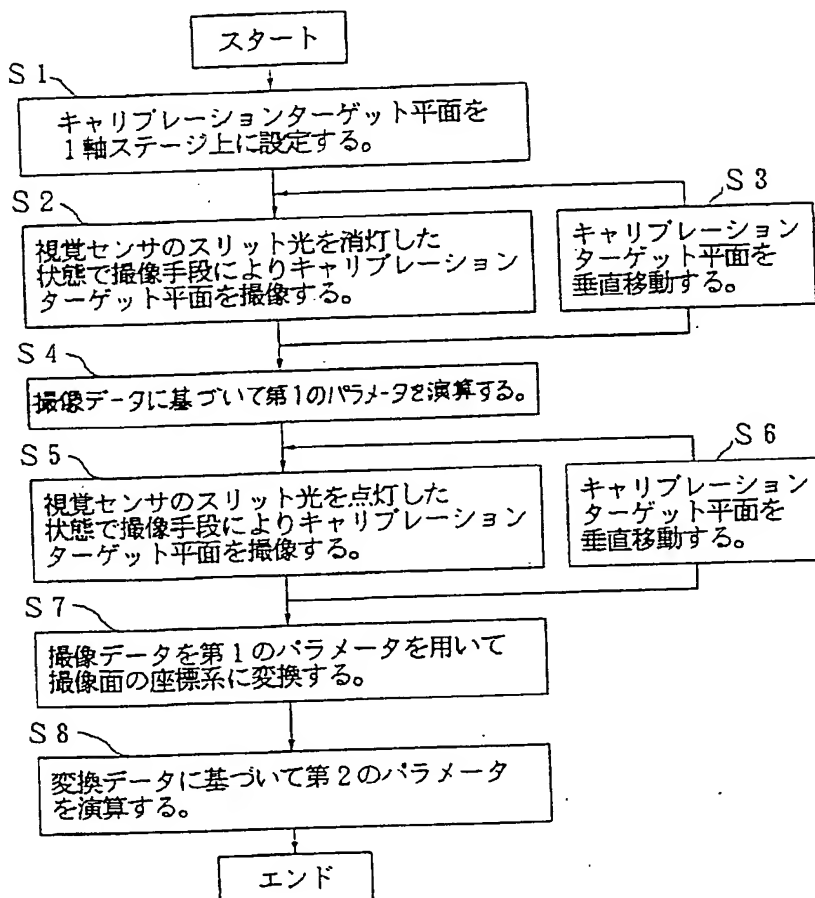 スタート
S1
キャリブレーションターゲット平面を
1軸ステージ上に設定する。
S2
視覚センサのスリット光を消灯した
状態で撮像手段によりキャリブレーション
ターゲット平面を撮像する。
S3
キャリブレーション
ターゲット平面を
垂直移動する。
S4
撮像データに基づいて第1のパラメータを演算する。
S5
視覚センサのスリット光を点灯した
状態で撮像手段によりキャリブレーション
ターゲット平面を撮像する。
S6
キャリブレーション
ターゲット平面を
垂直移動する。
S7
撮像データを第1のパラメータを用いて
撮像面の座標系に変換する。
S8
変換データに基づいて第2のパラメータ
を演算する。
エンド